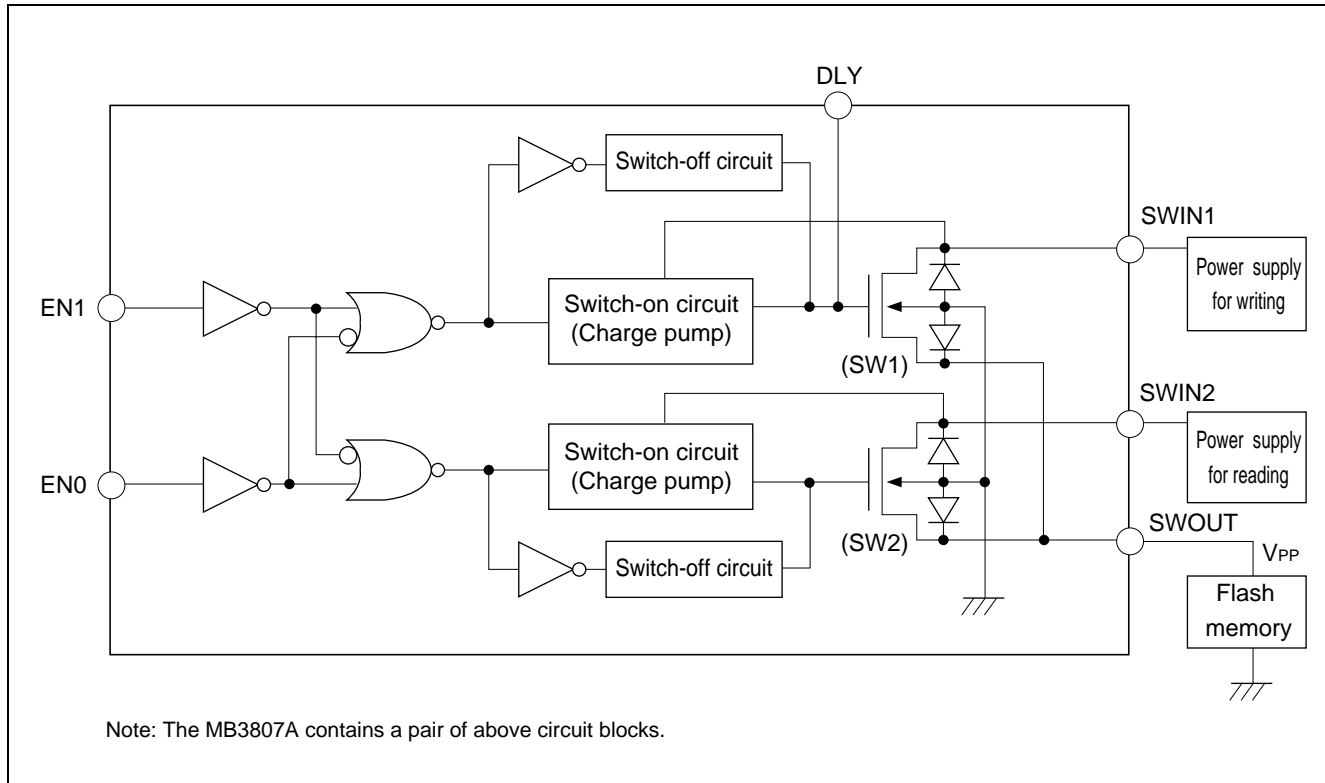 DLY
Switch-off circuit
SWIN1
Power supply
for writing
EN1
Switch-on circuit
(Charge pump)
(SW1)
SWIN2
Power supply
for reading
Switch-on circuit
(Charge pump)
EN0
SWOUT
(SW2)
VPP
Switch-off circuit
Flash
memory
Note: The MB3807A contains a pair of above circuit blocks.